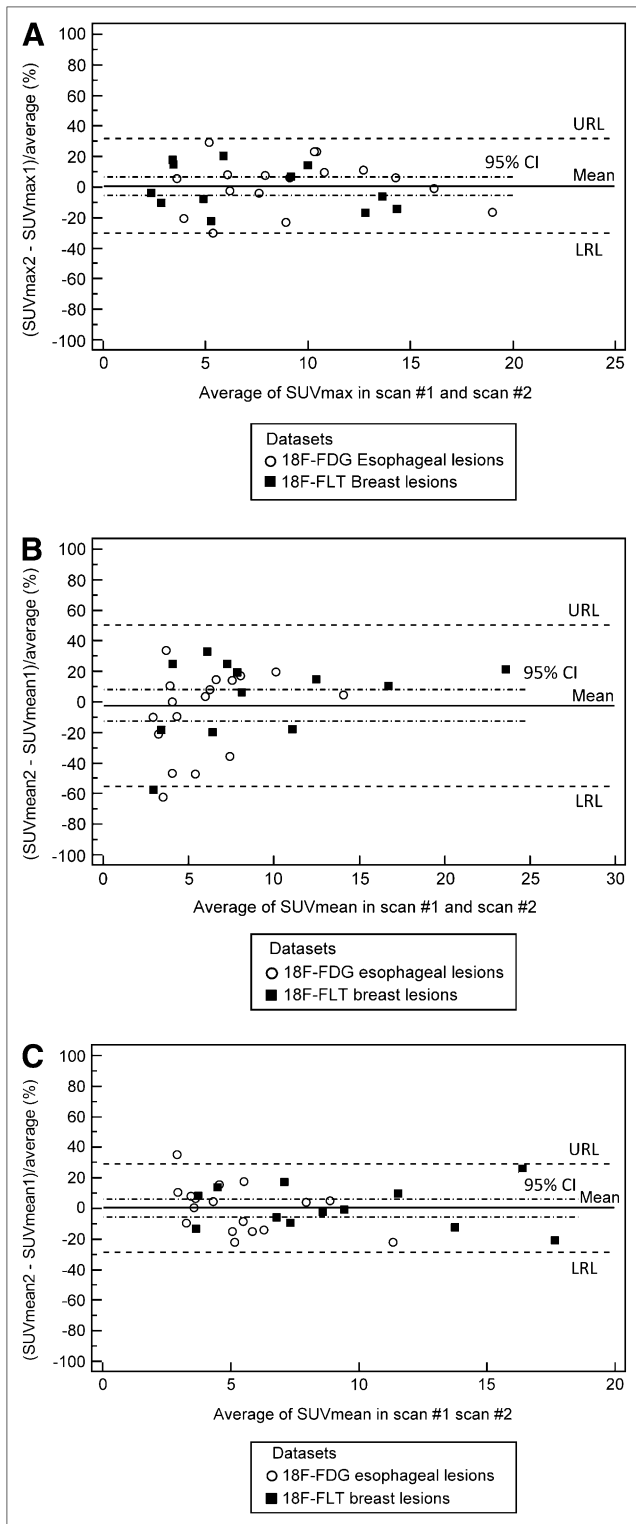 A
100
80
60
40
20
0
-20
-40
-60
-80
-100
(SUVmax2 - SUVmax1)/average (%)
URL
95% CI
Mean
LRL
0 5 10 15 20 25
Average of SUVmax in scan #1 and scan #2
Datasets
18F-FDG Esophageal lesions
18F-FLT Breast lesions
B
100
80
60
40
20
0
-20
-40
-60
-80
-100
(SUVmean2 - SUVmean1)/average (%)
URL
95% CI
Mean
LRL
0 5 10 15 20 25 30
Average of SUVmean in scan #1 and scan #2
Datasets
18F-FDG esophageal lesions
18F-FLT breast lesions
C
100
80
60
40
20
0
-20
-40
-60
-80
-100
(SUVmean2 - SUVmean1)/average (%)
URL
95% CI
Mean
LRL
0 5 10 15 20
Average of SUVmean in scan #1 scan #2
Datasets
18F-FDG esophageal lesions
18F-FLT breast lesions